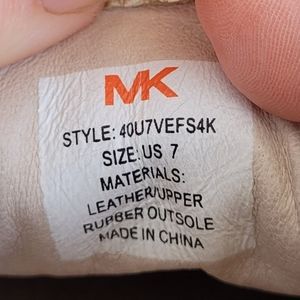 MK
STYLE: 40U7VEFS4K
SIZE: US 7
MATERIALS:
LEATHER/UPPER
RUBBER OUTSOLE
MADE IN CHINA